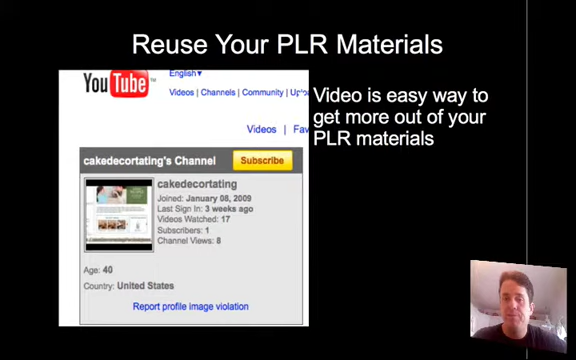 Reuse Your PLR Materials
YouTube
English
Videos | Channels | Community |
Videos |
cakedecortating's Channel
Subscribe
cakedecortating
Joined: January 08, 2009
Last Sign In: 3 weeks ago
Videos Watched: 17
Subscribers: 1
Channel Views: 8
Age: 40
Country: United States
Report profile image violation
Video is easy way to
get more out of your
PLR materials